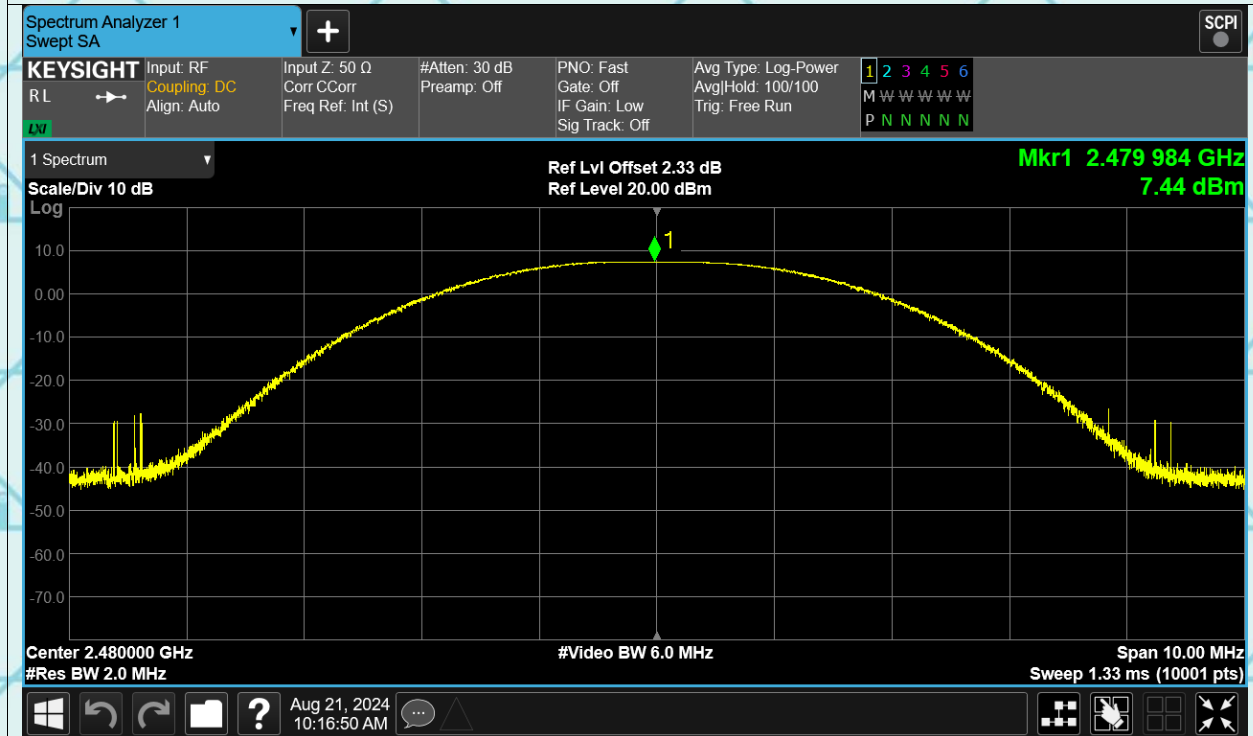 Spectrum Analyzer 1
Swept SA
▼
+
SCPI
KEYSIGHT
R L
LXI
Input: RF
Coupling: DC
Align: Auto
Input Z: 50 Ω
Corr CCorr
Freq Ref: Int (S)
#Atten: 30 dB
Preamp: Off
PNO: Fast
Gate: Off
IF Gain: Low
Sig Track: Off
Avg Type: Log-Power
Avg|Hold: 100/100
Trig: Free Run
1 2 3 4 5 6
M W W W W W
P N N N N N
1 Spectrum
▼
Scale/Div 10 dB
Ref Lvl Offset 2.33 dB
Ref Level 20.00 dBm
Mkr1 2.479 984 GHz
7.44 dBm
Log
1
10.0
0.00
-10.0
-20.0
-30.0
-40.0
-50.0
-60.0
-70.0
Center 2.480000 GHz
#Video BW 6.0 MHz
Span 10.00 MHz
#Res BW 2.0 MHz
Sweep 1.33 ms (10001 pts)
?
Aug 21, 2024
10:16:50 AM